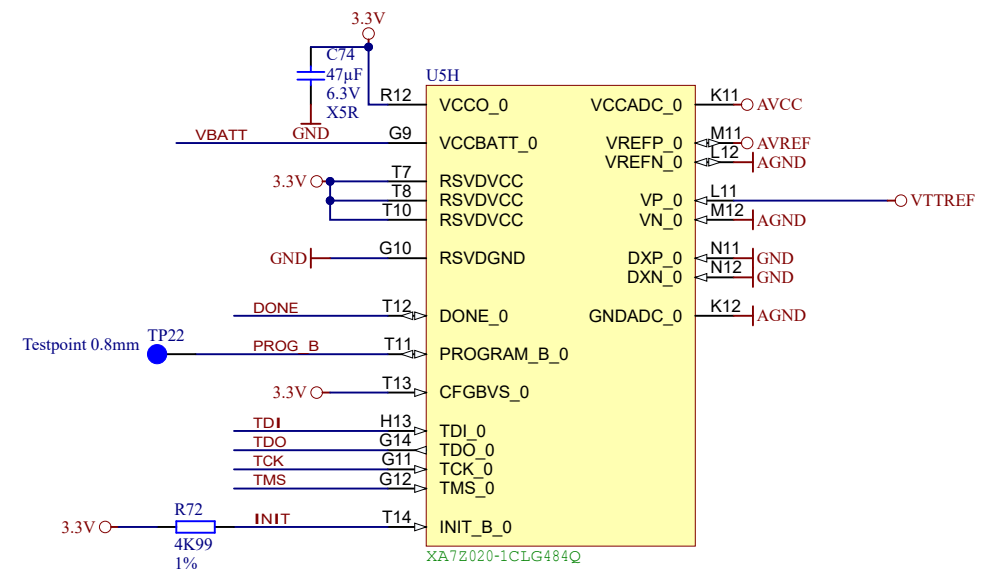 3.3V
C74
47µF
6.3V
X5R
GND
U5H
R12 VCCO_0 VCCADC_0 K11 AVCC
VBATT G9 VCCBATT_0 VREFP_0 M11 AVREF
VREFN_0 L12 AGND
3.3V T7 RSVDVCC
T8 RSVDVCC VP_0 L11 VTTREF
T10 RSVDVCC VN_0 M12 AGND
GND G10 RSVDGND DXP_0 N11 GND
DXN_0 N12 GND
DONE T12 DONE_0 GNDADC_0 K12 AGND
Testpoint 0.8mm TP22 PROG_B T11 PROGRAM_B_0
3.3V T13 CFGBVS_0
TDI H13 TDI_0
TDO G14 TDO_0
TCK G11 TCK_0
TMS G12 TMS_0
R72
3.3V INIT T14 INIT_B_0
4K99
1%
XA7Z020-1CLG484Q